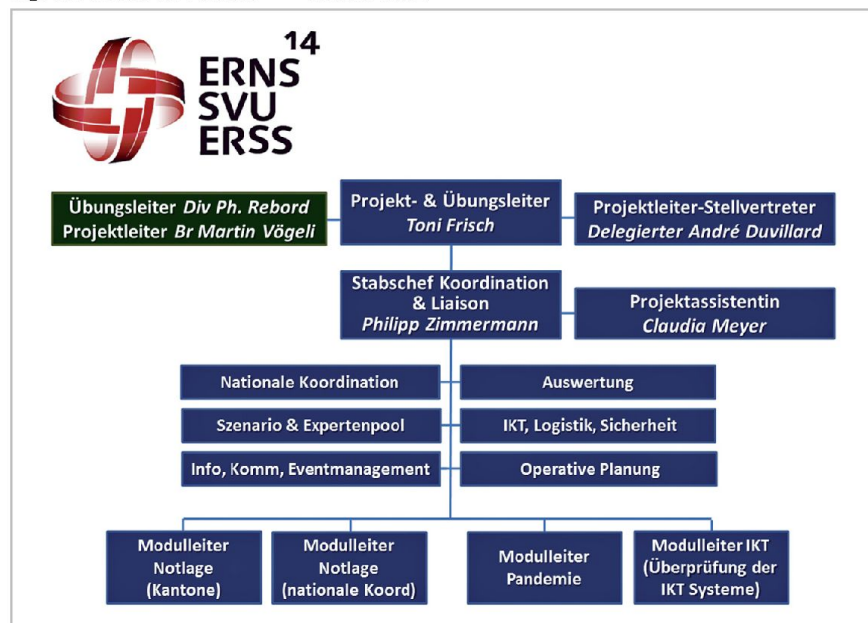 14
ERNS
SVU
ERSS
Übungsleiter Div Ph. Rebord
Projektleiter Br Martin Vögeli
Projekt- & Übungsleiter
Toni Frisch
Projektleiter-Stellvertreter
Delegierter André Duvillard
Stabschef Koordination
& Liaison
Philipp Zimmermann
Projektassistentin
Claudia Meyer
Nationale Koordination
Auswertung
Szenario & Expertenpool
IKT, Logistik, Sicherheit
Info, Komm, Eventmanagement
Operative Planung
Modulleiter
Notlage
(Kantone)
Modulleiter
Notlage
(nationale Koord)
Modulleiter
Pandemie
Modulleiter IKT
(Überprüfung der
IKT Systeme)